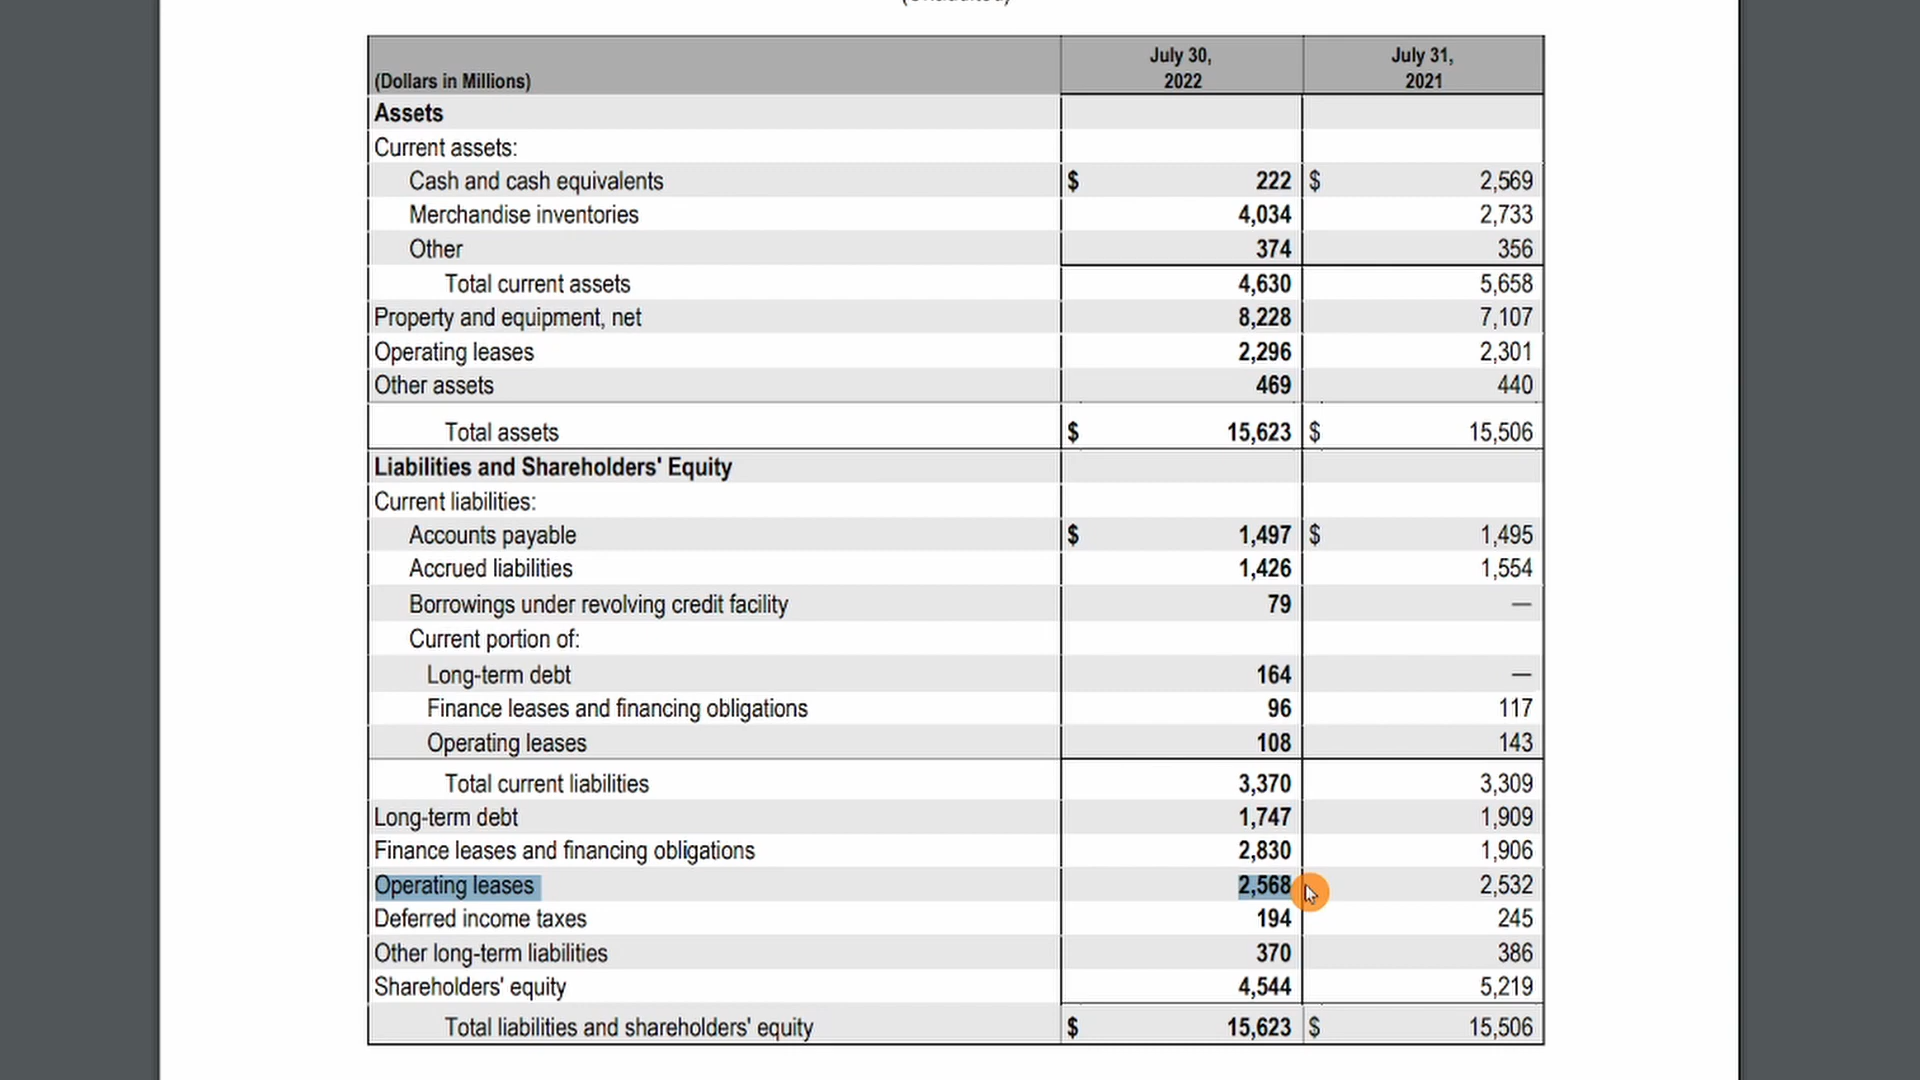 (Unaudited)
(Dollars in Millions) July 30, 2022 July 31, 2021
Assets
Current assets:
Cash and cash equivalents $ 222 $ 2,569
Merchandise inventories 4,034 2,733
Other 374 356
Total current assets 4,630 5,658
Property and equipment, net 8,228 7,107
Operating leases 2,296 2,301
Other assets 469 440
Total assets $ 15,623 $ 15,506
Liabilities and Shareholders' Equity
Current liabilities:
Accounts payable $ 1,497 $ 1,495
Accrued liabilities 1,426 1,554
Borrowings under revolving credit facility 79 —
Current portion of:
Long-term debt 164 —
Finance leases and financing obligations 96 117
Operating leases 108 143
Total current liabilities 3,370 3,309
Long-term debt 1,747 1,909
Finance leases and financing obligations 2,830 1,906
Operating leases 2,568 2,532
Deferred income taxes 194 245
Other long-term liabilities 370 386
Shareholders' equity 4,544 5,219
Total liabilities and shareholders' equity $ 15,623 $ 15,506